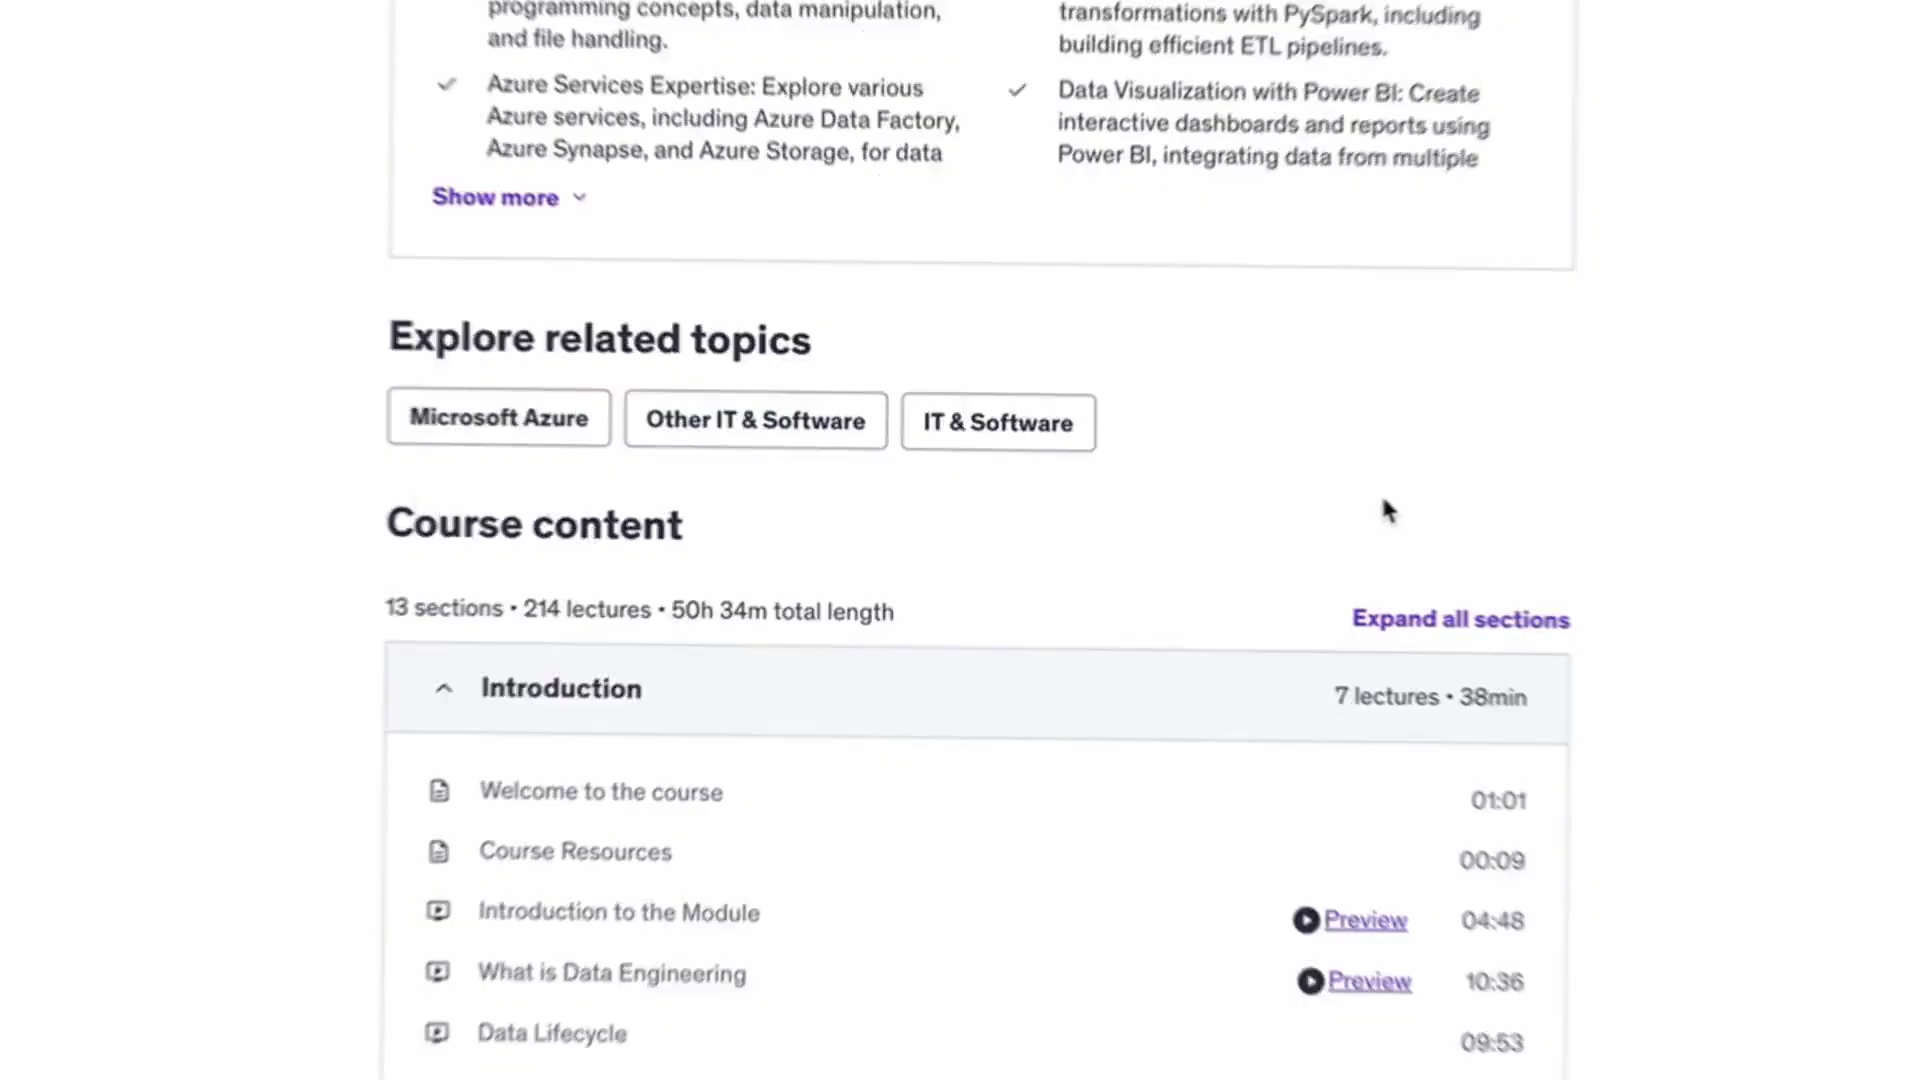 programming concepts, data manipulation,
and file handling.
Azure Services Expertise: Explore various
Azure services, including Azure Data Factory,
Azure Synapse, and Azure Storage, for data
transformations with PySpark, including
building efficient ETL pipelines.
Data Visualization with Power BI: Create
interactive dashboards and reports using
Power BI, integrating data from multiple
Show more
Explore related topics
Microsoft Azure
Other IT & Software
IT & Software
Course content
13 sections • 214 lectures • 50h 34m total length
Expand all sections
Introduction
7 lectures • 38min
Welcome to the course
01:01
Course Resources
00:09
Introduction to the Module
Preview
04:48
What is Data Engineering
Preview
10:36
Data Lifecycle
09:53